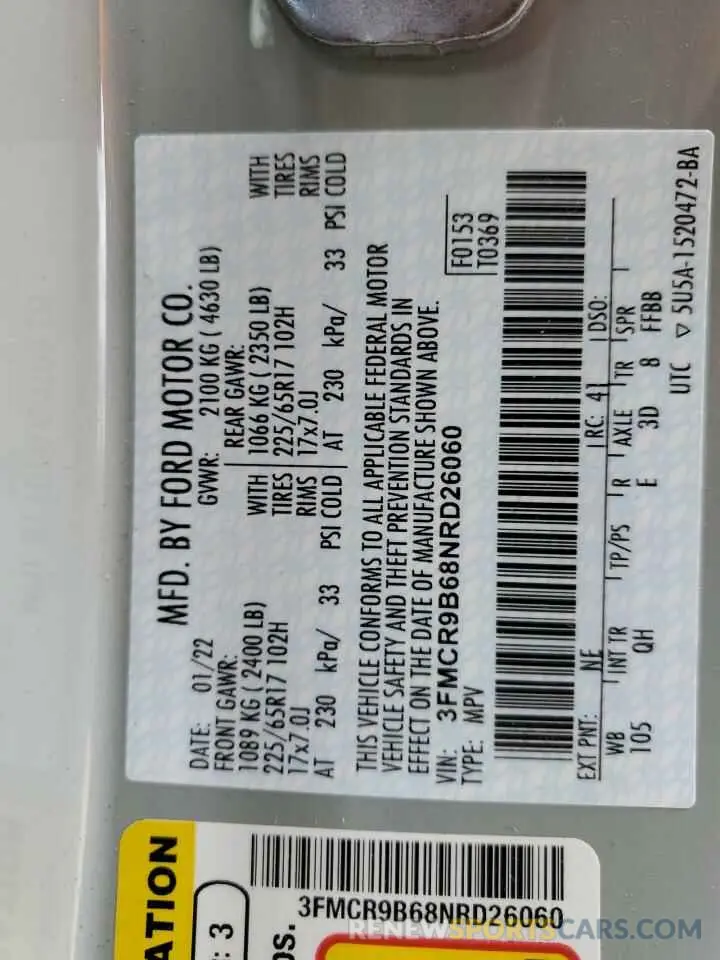 MFD. BY FORD MOTOR CO.
DATE: 01/22 GVWR: 2100 KG ( 4630 LB)
FRONT GAWR: REAR GAWR:
1089 KG ( 2400 LB) WITH 1066 KG ( 2350 LB) WITH
225/65R17 102H TIRES 225/65R17 102H TIRES
17x7.0J RIMS 17x7.0J RIMS
AT 230 kPa/ 33 PSI COLD AT 230 kPa/ 33 PSI COLD
THIS VEHICLE CONFORMS TO ALL APPLICABLE FEDERAL MOTOR
VEHICLE SAFETY AND THEFT PREVENTION STANDARDS IN
EFFECT ON THE DATE OF MANUFACTURE SHOWN ABOVE.
VIN: 3FMCR9B68NRD26060
TYPE: MPV
F0153
T0369
EXT PNT: NE RC: 41 DSO:
WB INT TR TP/PS R AXLE TR SPR
105 QH E 3D 8 FFBB
UTC ▽ 5U5A-1520472-BA
ATION
: 3
os.
3FMCR9B68NRD26060
RENEWSPORTSCARS.COM